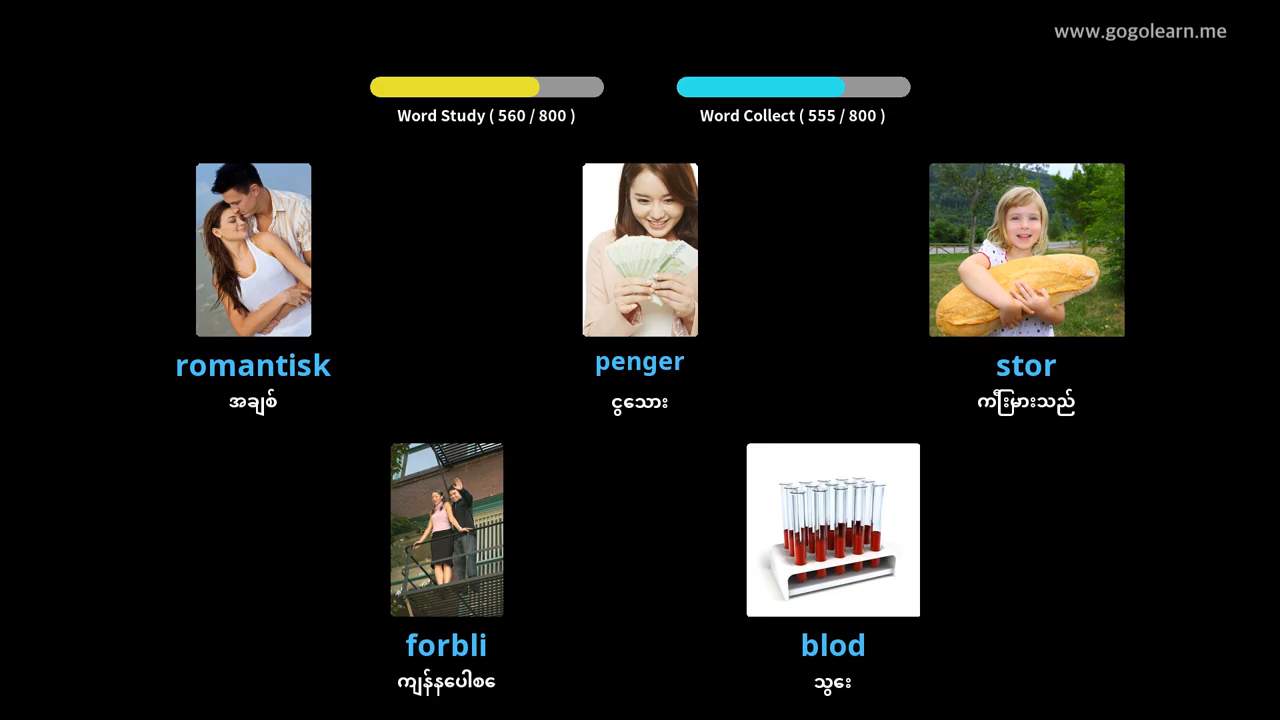 www.gogolearn.me
Word Study ( 560 / 800 )
Word Collect ( 555 / 800 )
romantisk
penger
stor
အချစ်
ငွသေား
ကြီးမားသည်
forbli
blod
ကျန်နပေါစေ
သွေး